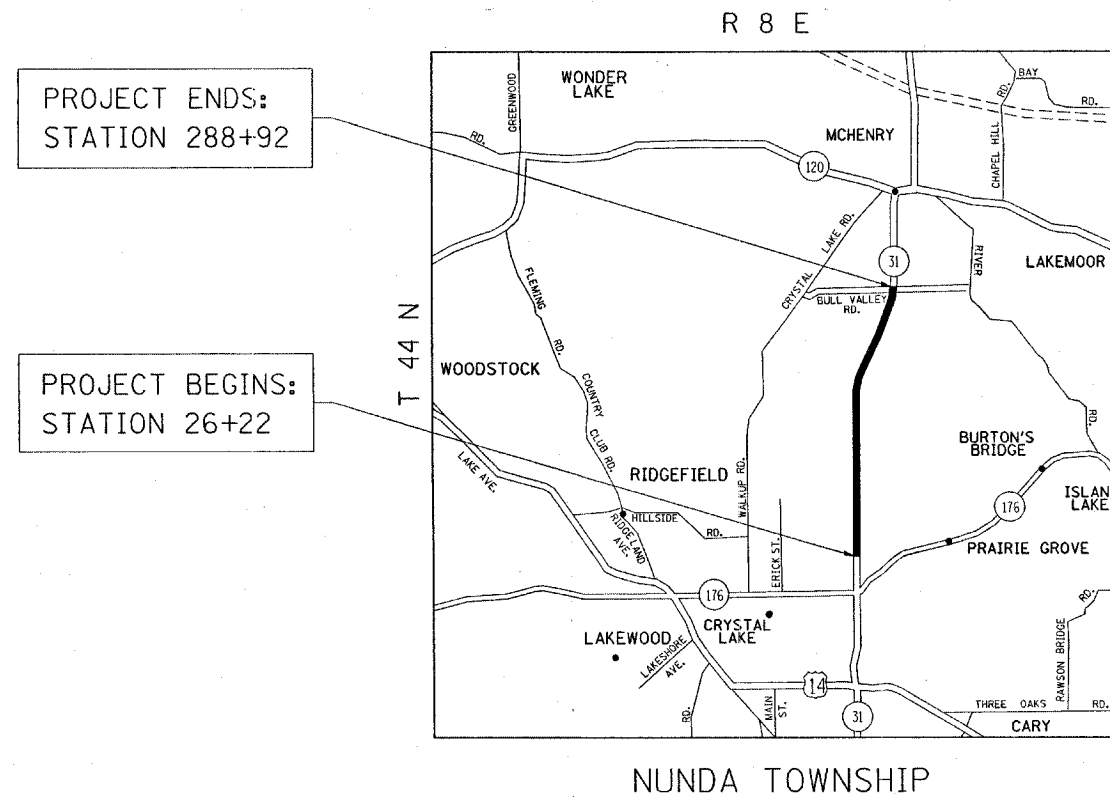 R 8 E
PROJECT ENDS:
STATION 288+92
WONDER
LAKE
GREENWOOD
RD.
MCHENRY
120
CHAPEL HILL
RD.
BAY
RD.
CRYSTAL
LAKE RD.
31
RIVER
LAKEMOOR
BULL VALLEY
RD.
FLEMING
RD.
T 44 N
WOODSTOCK
PROJECT BEGINS:
STATION 26+22
COUNTRY
CLUB RD.
LAKE AVE.
RIDGEFIELD
WALKUP RD.
RD.
BURTON'S
BRIDGE
ISLAN
LAKE
176
HILLSIDE
RD.
RIDGELAND
AVE.
ERICK ST.
PRAIRIE GROVE
176
CRYSTAL
LAKE
LAKEWOOD
LAKESHORE
AVE.
RD.
RAWSON BRIDGE
14
RD.
MAIN
ST.
31
THREE OAKS
RD.
CARY
NUNDA TOWNSHIP